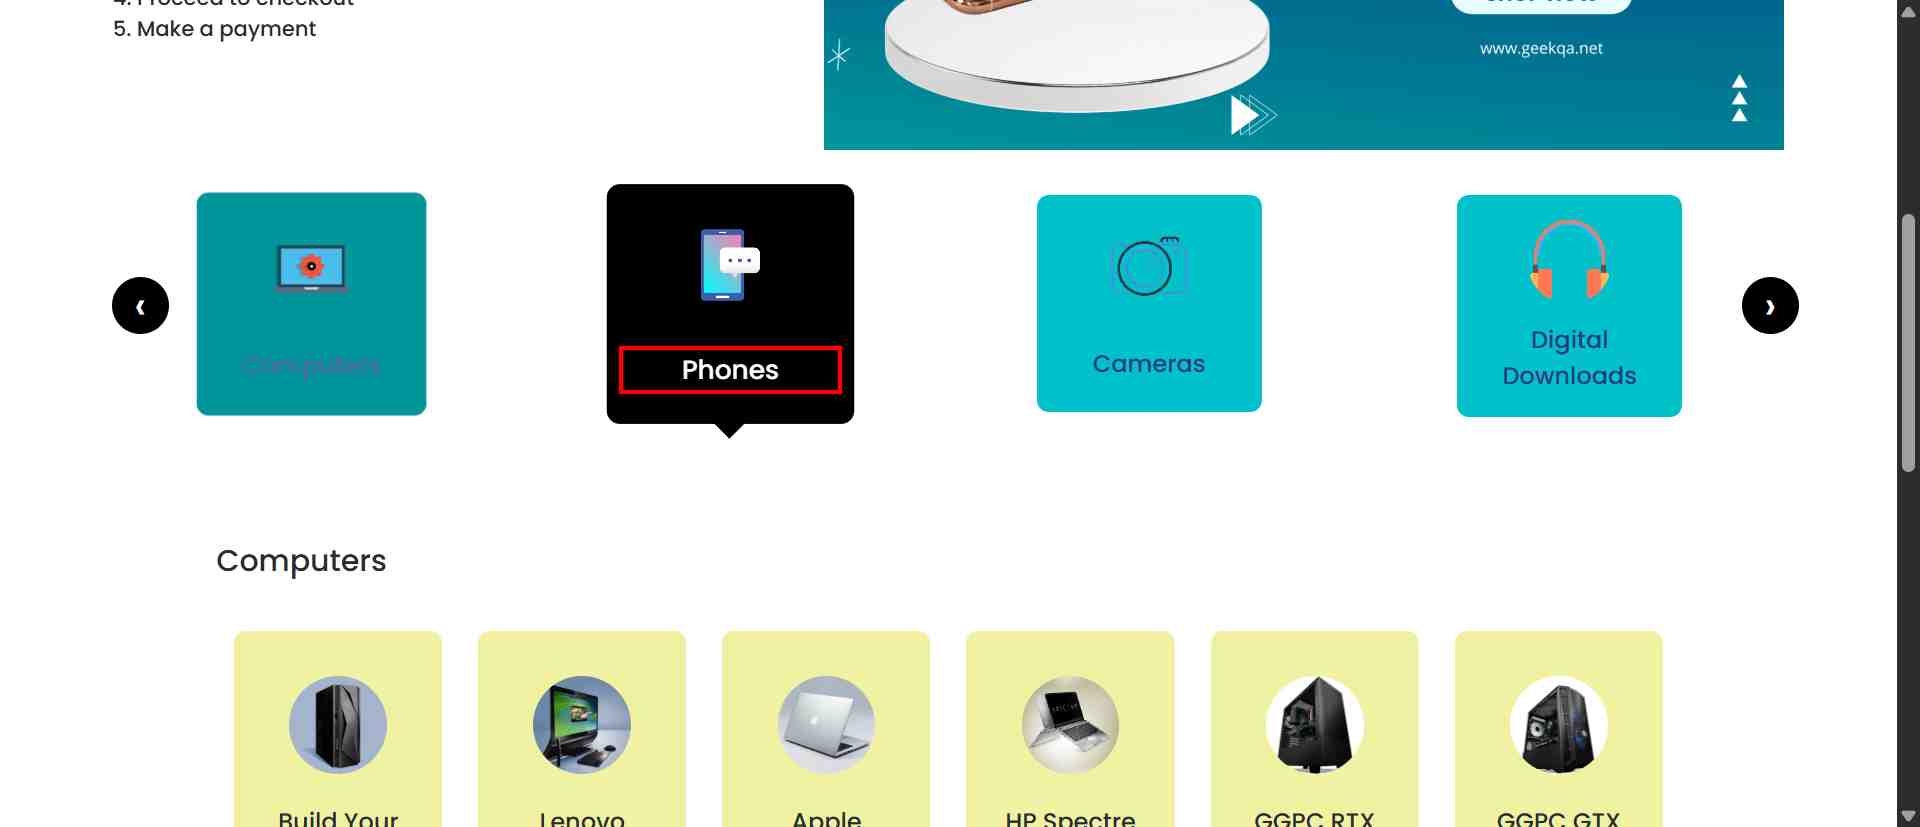 4. Proceed to checkout
5. Make a payment
www.geekqa.net
Computers
Phones
Cameras
Digital
Downloads
Computers
Build Your
Lenovo
Apple
HP Spectre
GGPC RTX
GGPC GTX